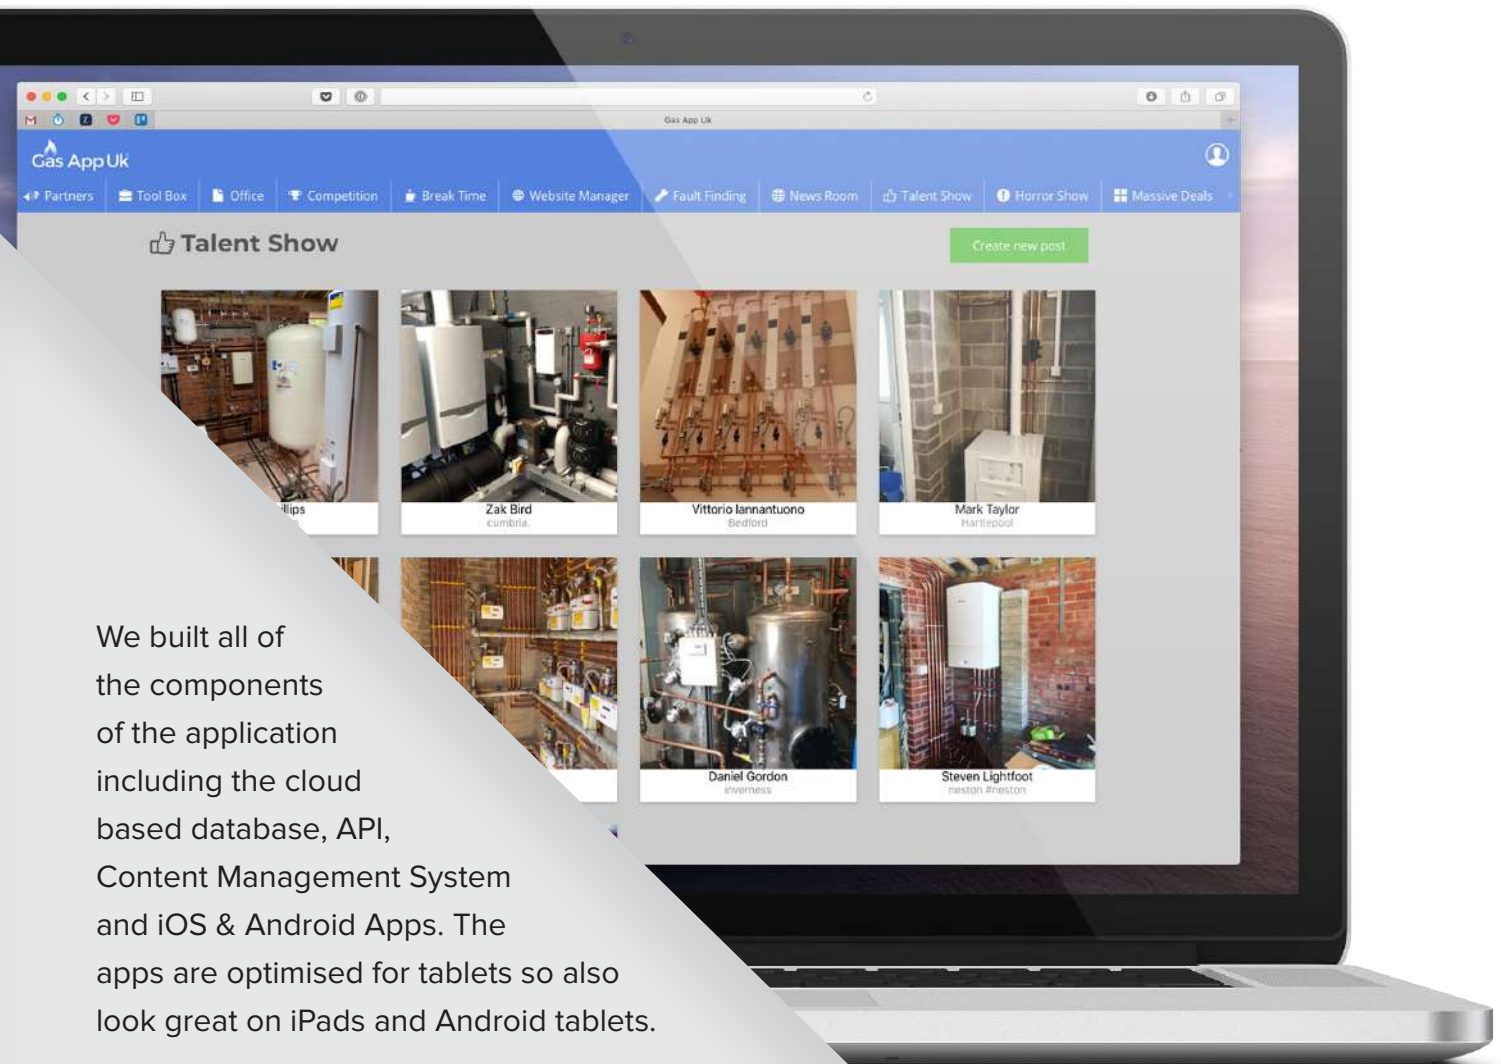 Gas App Uk
Gas App Uk
Partners Tool Box Office Competition Break Time Website Manager Fault Finding News Room Talent Show Horror Show Massive Deals
Talent Show
Create new post
Zak Bird
cumbria.
Vittorio Iannantuono
Bedford
Mark Taylor
Hartlepool
Daniel Gordon
inverness
Steven Lightfoot
neston #neston
We built all of
the components
of the application
including the cloud
based database, API,
Content Management System
and iOS & Android Apps. The
apps are optimised for tablets so also
look great on iPads and Android tablets.